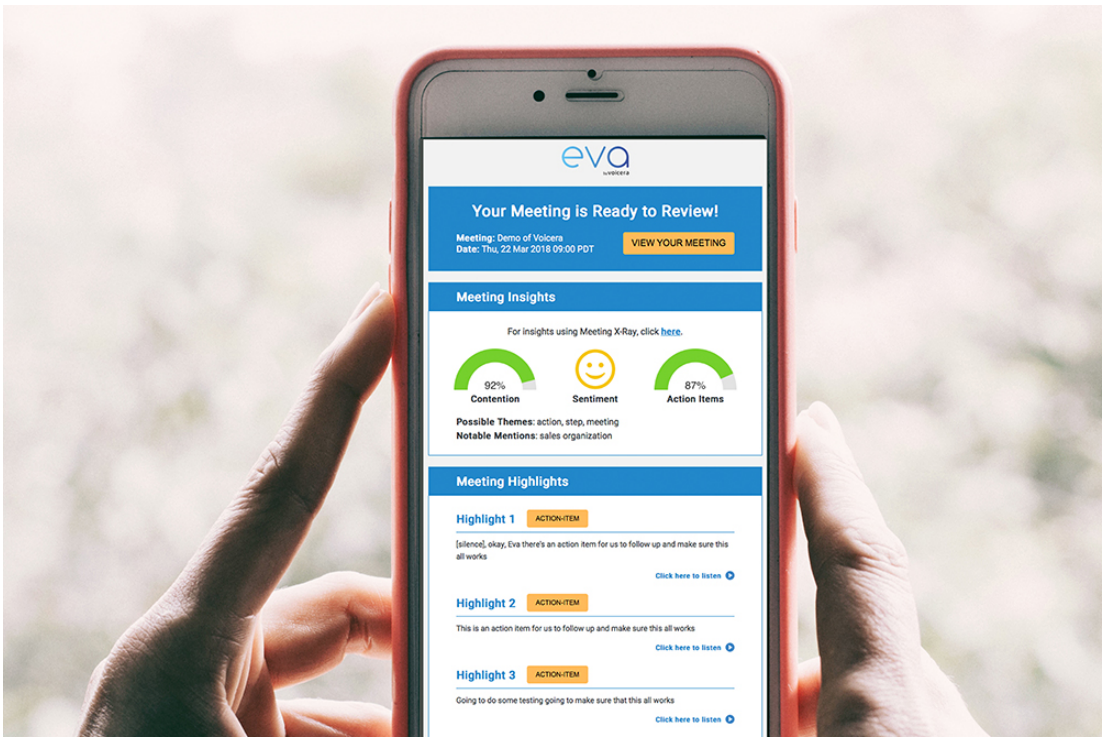 eva
by voicera
Your Meeting is Ready to Review!
Meeting: Demo of Voicera
Date: Thu, 22 Mar 2018 09:00 PDT
VIEW YOUR MEETING
Meeting Insights
For insights using Meeting X-Ray, click here.
92%
Contention
Sentiment
87%
Action Items
Possible Themes: action, step, meeting
Notable Mentions: sales organization
Meeting Highlights
Highlight 1 ACTION-ITEM
[silence], okay, Eva there's an action item for us to follow up and make sure this
all works
Click here to listen
Highlight 2 ACTION-ITEM
This is an action item for us to follow up and make sure this all works
Click here to listen
Highlight 3 ACTION-ITEM
Going to do some testing going to make sure that this all works
Click here to listen